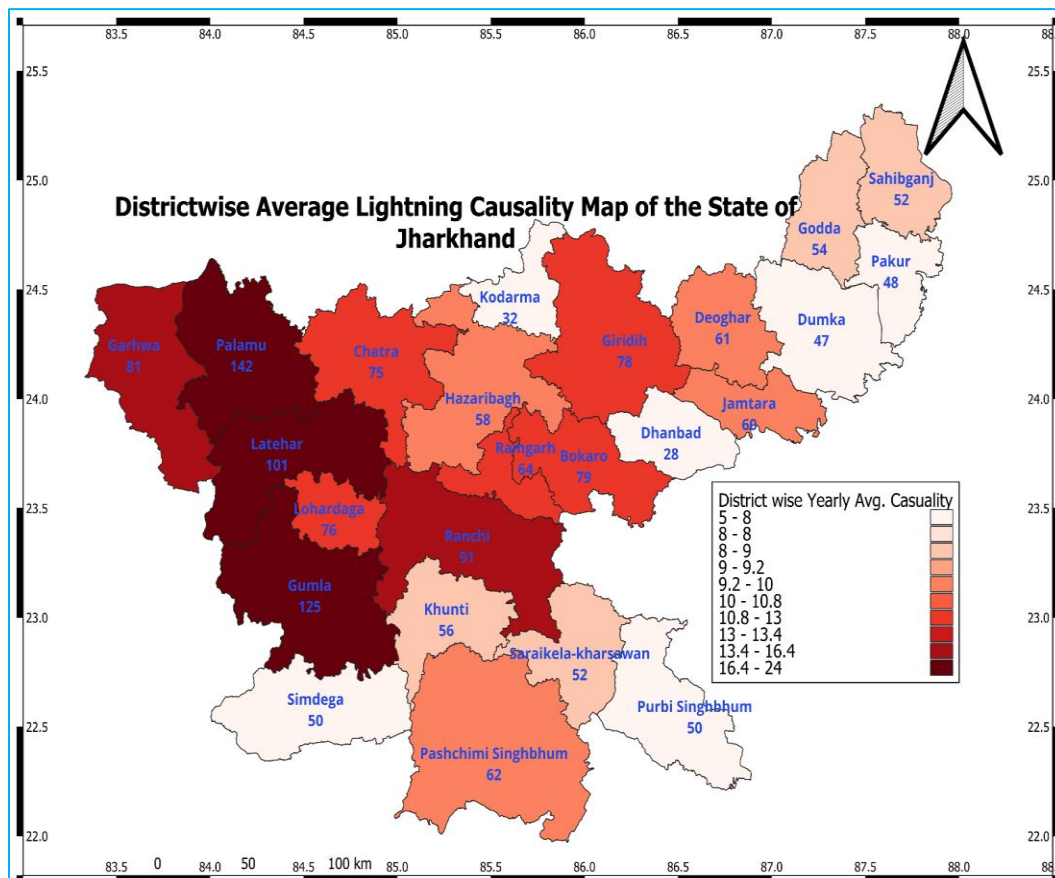 83.5 84.0 84.5 85.0 85.5 86.0 86.5 87.0 87.5 88.0 88.
25.5 25.5
25.0 25.0
Districtwise Average Lightning Causality Map of the State of
Jharkhand
Sahibganj
52
Godda
54
Pakur
48
24.5 24.5
Kodarma
32
Deoghar
61
Dumka
47
Garhwa
81
Palamu
142
Chatra
75
Giridih
78
Hazaribagh
58
24.0 24.0
Jamtara
60
Dhanbad
28
Latehar
101
Ramgarh
64
Bokaro
79
23.5 23.5
Lohardaga
76
Ranchi
91
District wise Yearly Avg. Casuality
5 - 8
8 - 8
8 - 9
9 - 9.2
9.2 - 10
10 - 10.8
10.8 - 13
13 - 13.4
13.4 - 16.4
16.4 - 24
Gumla
125
23.0 23.0
Khunti
56
Saraikela-kharsawan
52
Simdega
50
Purbi Singhbhum
50
22.5 22.5
Pashchimi Singhbhum
62
22.0 22.0
0 50 100 km
83.5 84.0 84.5 85.0 85.5 86.0 86.5 87.0 87.5 88.0 88.